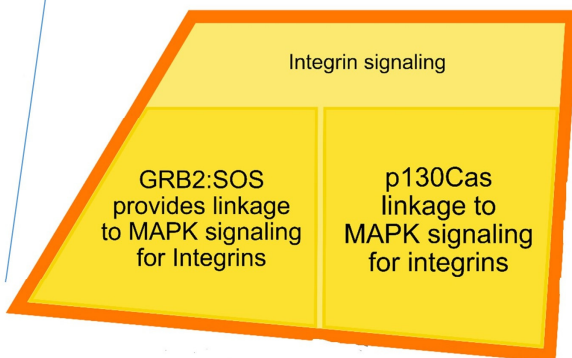 Integrin signaling
GRB2:SOS
provides linkage
to MAPK signaling
for Integrins
p130Cas
linkage to
MAPK signaling
for integrins